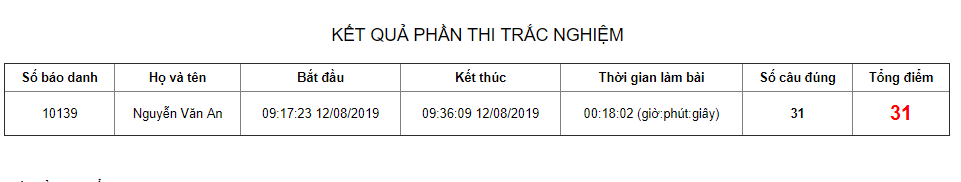 KẾT QUẢ PHẦN THI TRẮC NGHIỆM
Số báo danh Họ và tên Bắt đầu Kết thúc Thời gian làm bài Số câu đúng Tổng điểm
10139 Nguyễn Văn An 09:17:23 12/08/2019 09:36:09 12/08/2019 00:18:02 (giờ:phút:giây) 31 31